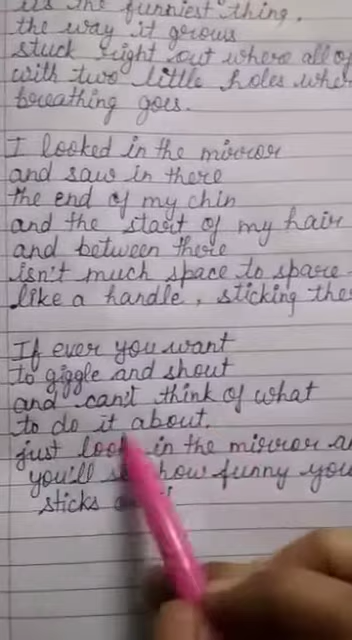 the funniest thing,
the way it grows
stuck right out where all of
with two little holes
breathing goes.
I looked in the mirror
and saw in there
the end of my chin
and the start of my hair
and between there
isn't much space to spare
like a handle, sticking
If ever you want
to giggle and shout
and can't think of what
to do it about,
just look in the mirror
you'll how funny
sticks